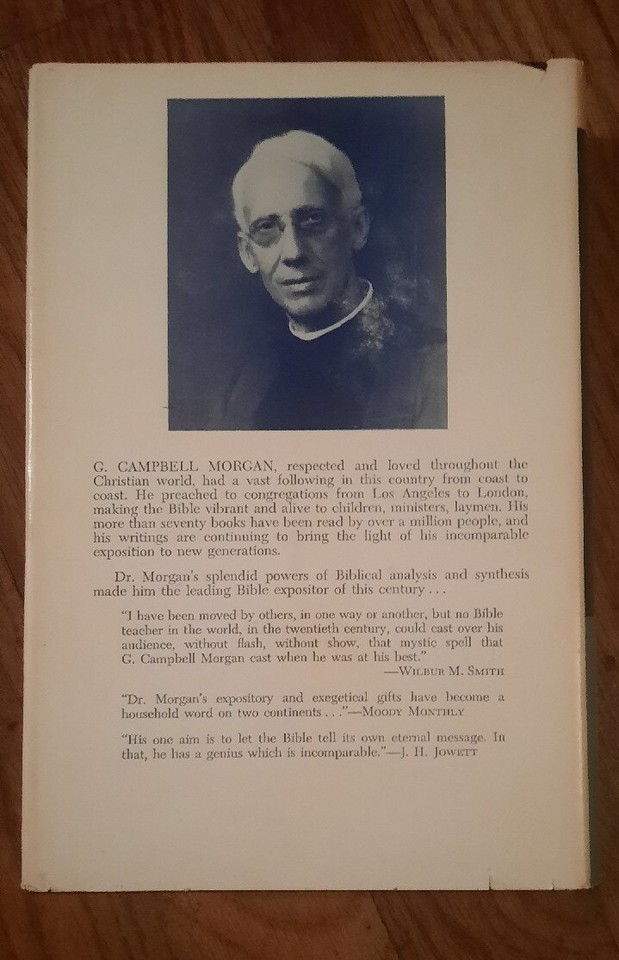 G. CAMPBELL MORGAN, respected and loved throughout the
Christian world, had a vast following in this country from coast to
coast. He preached to congregations from Los Angeles to London,
making the Bible vibrant and alive to children, ministers, laymen. His
more than seventy books have been read by over a million people, and
his writings are continuing to bring the light of his incomparable
exposition to new generations.
Dr. Morgan's splendid powers of Biblical analysis and synthesis
made him the leading Bible expositor of this century . . .
"I have been moved by others, in one way or another, but no Bible
teacher in the world, in the twentieth century, could cast over his
audience, without flash, without show, that mystic spell that
G. Campbell Morgan cast when he was at his best."
—WILBUR M. SMITH
"Dr. Morgan's expository and exegetical gifts have become a
household word on two continents . . ."—MOODY MONTHLY
"His one aim is to let the Bible tell its own eternal message. In
that, he has a genius which is incomparable."—J. H. JOWETT